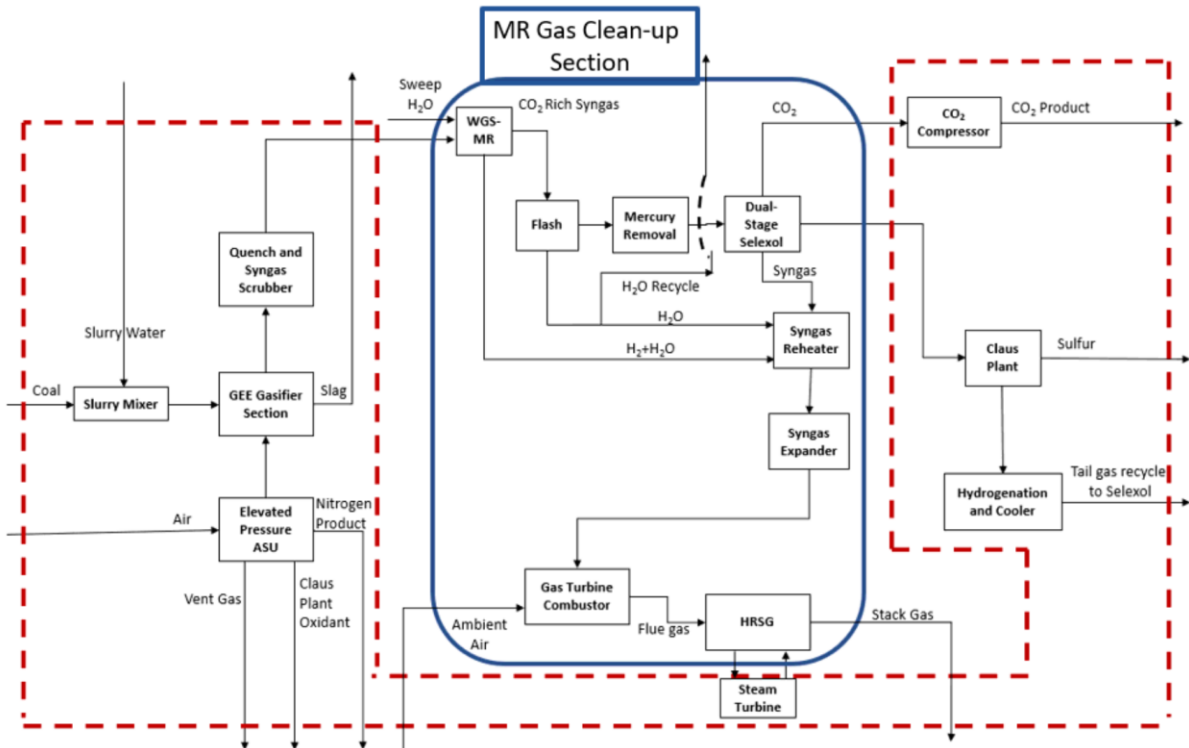 MR Gas Clean-up
Section
Sweep
H₂O
CO₂ Rich Syngas
WGS-
MR
CO₂
CO₂
Compressor
CO₂ Product
Flash
Mercury
Removal
Dual-
Stage
Selexol
Quench and
Syngas
Scrubber
Syngas
H₂O Recycle
H₂O
H₂+H₂O
Syngas
Reheater
Slurry Water
Claus
Plant
Sulfur
Coal
Slurry Mixer
GEE Gasifier
Section
Slag
Syngas
Expander
Tail gas recycle
to Selexol
Hydrogenation
and Cooler
Air
Elevated
Pressure
ASU
Nitrogen
Product
Vent Gas
Claus
Plant
Oxidant
Gas Turbine
Combustor
Ambient
Air
Flue gas
HRSG
Stack Gas
Steam
Turbine